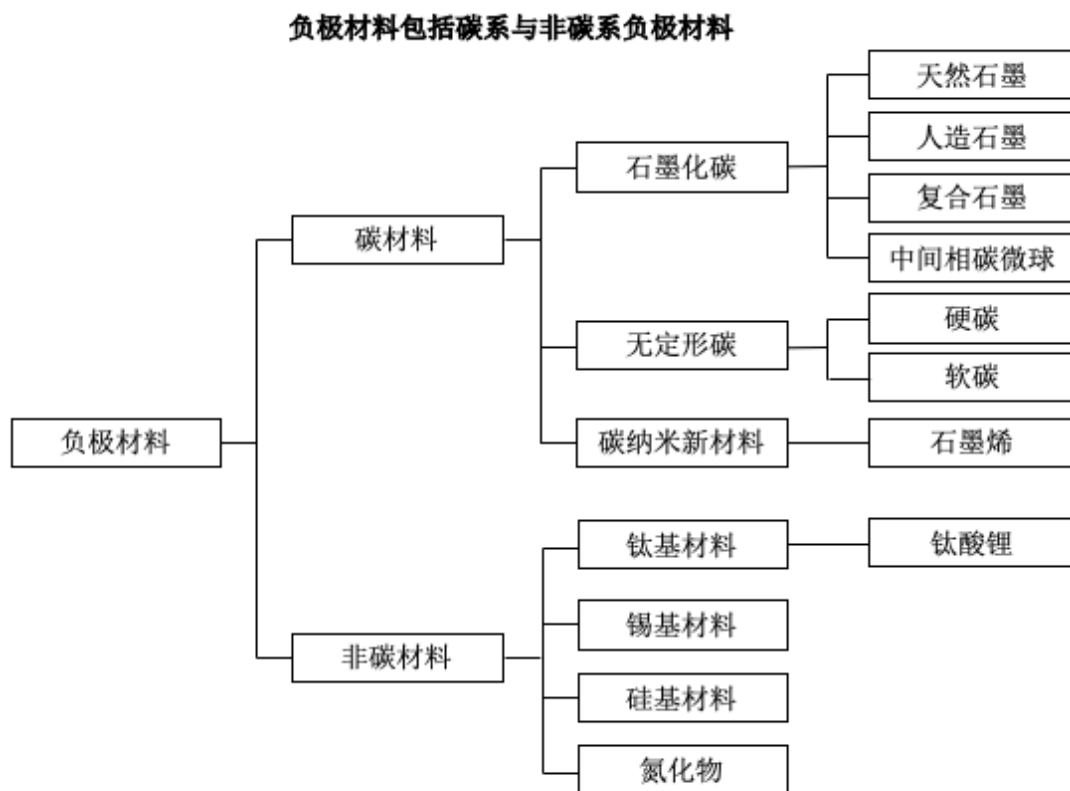 负极材料包括碳系与非碳系负极材料
天然石墨
人造石墨
石墨化碳
复合石墨
碳材料
中间相碳微球
硬碳
无定形碳
软碳
负极材料
碳纳米新材料
石墨烯
钛基材料
钛酸锂
锡基材料
非碳材料
硅基材料
氮化物